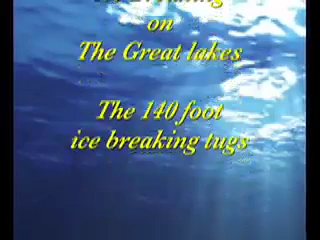 on
The Great lakes
The 140 foot
ice breaking tugs